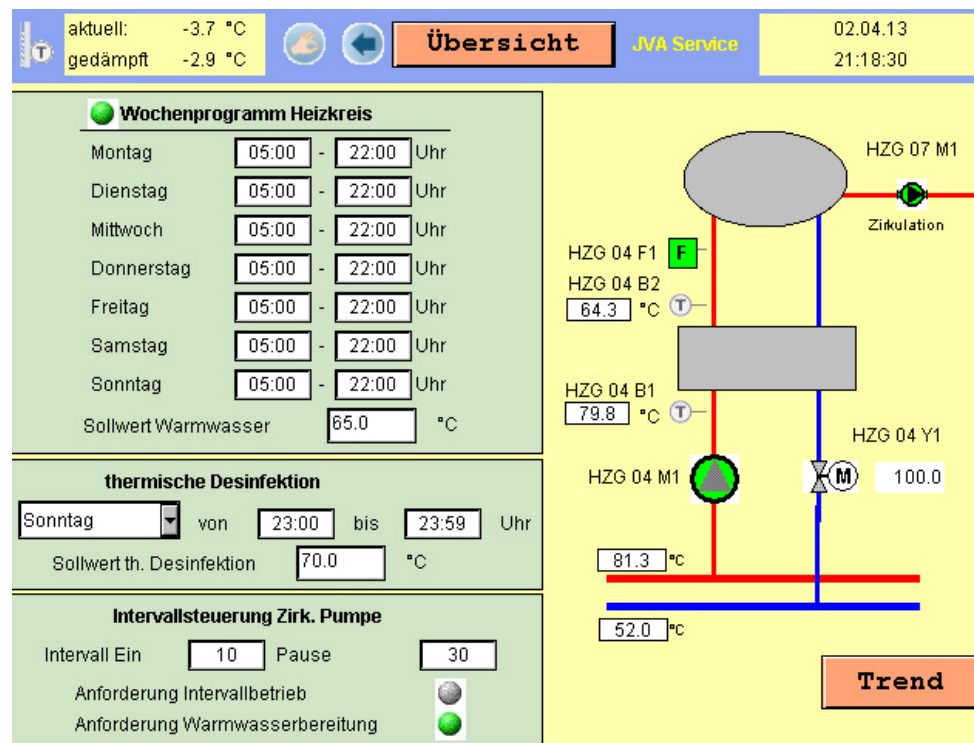 aktuell: -3.7 °C
gedämpft -2.9 °C
Übersicht
JVA Service
02.04.13
21:18:30
Wochenprogramm Heizkreis
Montag 05:00 - 22:00 Uhr
Dienstag 05:00 - 22:00 Uhr
Mittwoch 05:00 - 22:00 Uhr
Donnerstag 05:00 - 22:00 Uhr
Freitag 05:00 - 22:00 Uhr
Samstag 05:00 - 22:00 Uhr
Sonntag 05:00 - 22:00 Uhr
Sollwert Warmwasser 65.0 °C
thermische Desinfektion
Sonntag von 23:00 bis 23:59 Uhr
Sollwert th. Desinfektion 70.0 °C
Intervallsteuerung Zirk. Pumpe
Intervall Ein 10 Pause 30
Anforderung Intervallbetrieb
Anforderung Warmwasserbereitung
HZG 07 M1
Zirkulation
HZG 04 F1 F
HZG 04 B2
64.3 °C T
HZG 04 B1
79.8 °C T
HZG 04 Y1
HZG 04 M1
M 100.0
81.3 °C
52.0 °C
Trend
T